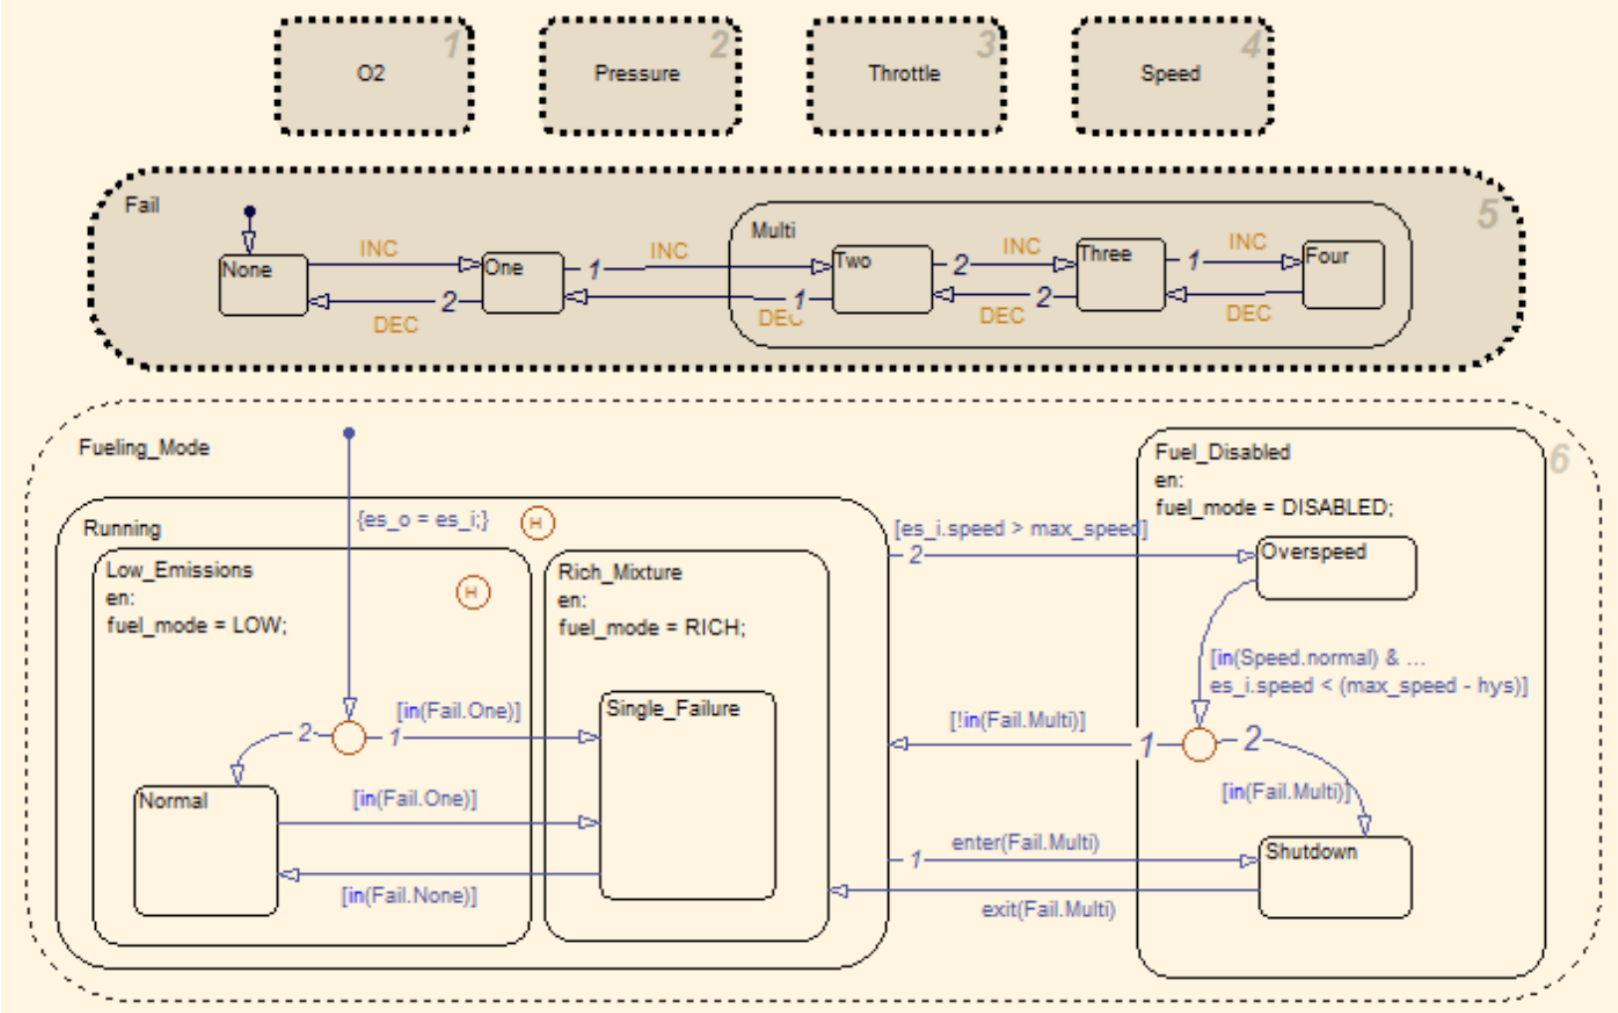 1
O2
2
Pressure
3
Throttle
4
Speed
Fail
5
None
INC
DEC
2
One
1
INC
Multi
DEC
1
Two
2
INC
DEC
2
Three
1
INC
DEC
Four
Fueling_Mode
6
{es_o = es_i;}
Running
H
Low_Emissions
en:
fuel_mode = LOW;
H
Rich_Mixture
en:
fuel_mode = RICH;
2
1
[in(Fail.One)]
Single_Failure
Normal
[in(Fail.One)]
[in(Fail.None)]
[es_i.speed > max_speed]
2
Fuel_Disabled
en:
fuel_mode = DISABLED;
Overspeed
[in(Speed.normal) & ...
es_i.speed < (max_speed - hys)]
[!in(Fail.Multi)]
1
2
[in(Fail.Multi)]
enter(Fail.Multi)
1
Shutdown
exit(Fail.Multi)